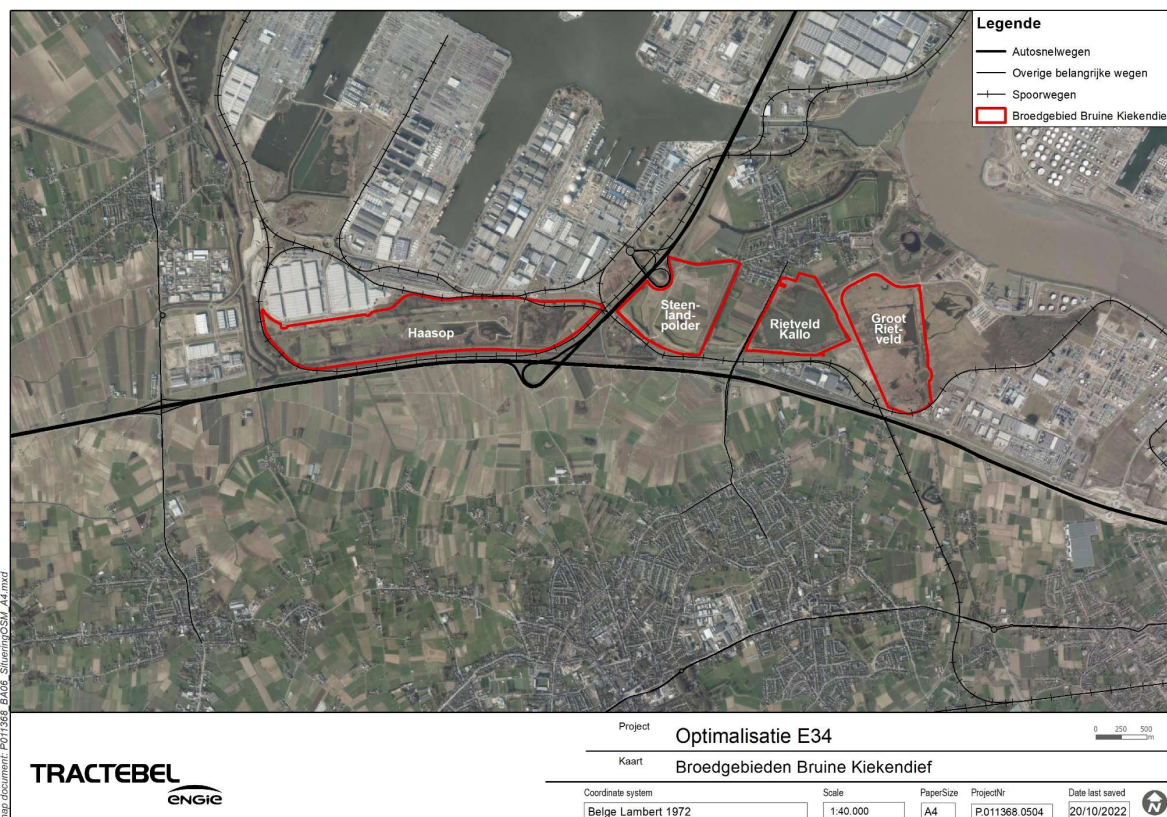 Legende
Autosnelwegen
Overige belangrijke wegen
Spoorwegen
Broedgebied Bruine Kiekendie
Haasop
Steen-
land-
polder
Rietveld
Kallo
Groot
Riet-
veld
map document: P011368_BA06_SitueringOSM_A4.mxd
TRACTEBEL
ENGIE
Project
Optimalisatie E34
0 250 500
m
Kaart
Broedgebieden Bruine Kiekendief
Coordinate system
Scale
PaperSize
ProjectNr
Date last saved
Belge Lambert 1972
1:40.000
A4
P.011368.0504
20/10/2022
N